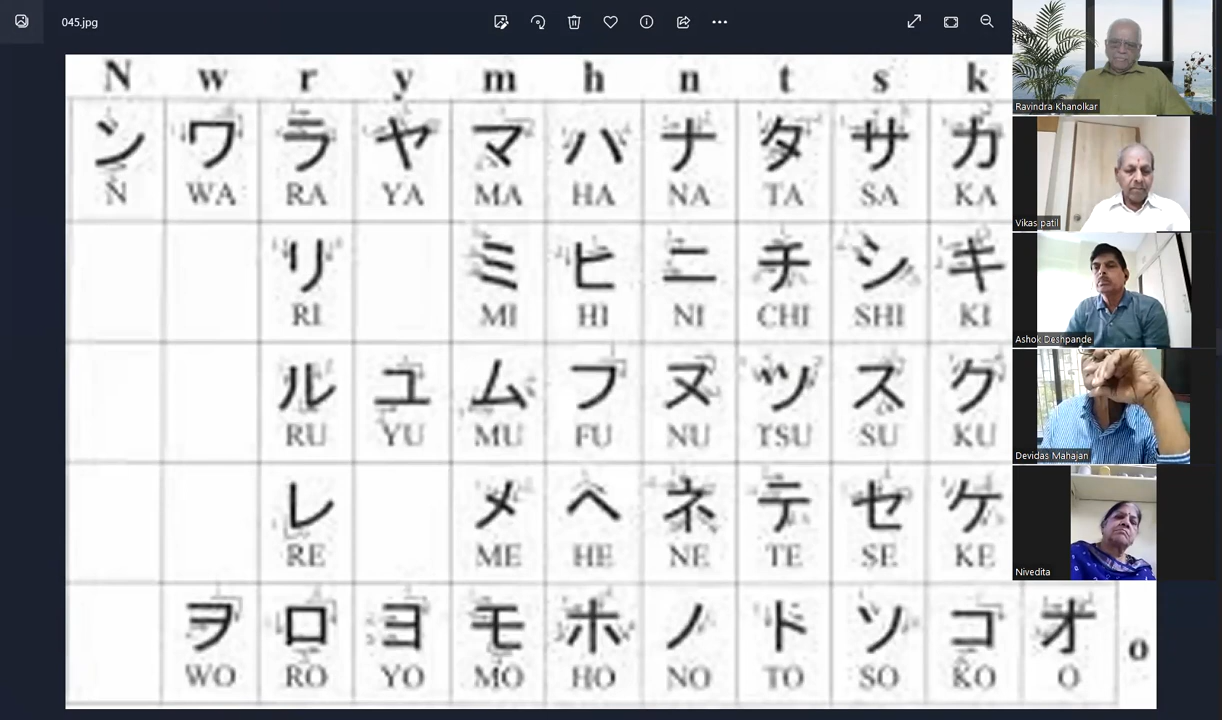 045.jpg
N w r y m h n t s k
ン ワ ラ ヤ マ ハ ナ タ サ カ
N WA RA YA MA HA NA TA SA KA
リ ミ ヒ ニ チ シ キ
RI MI HI NI CHI SHI KI
ル ユ ム フ ヌ ツ ス ク
RU YU MU FU NU TSU SU KU
レ メ ヘ ネ テ セ ケ
RE ME HE NE TE SE KE
ヲ ロ ヨ モ ホ ノ ト ソ コ オ o
WO RO YO MO HO NO TO SO KO O
Ravindra Khanolkar
Vikas patil
Ashok Deshpande
Devidas Mahajan
Nivedita